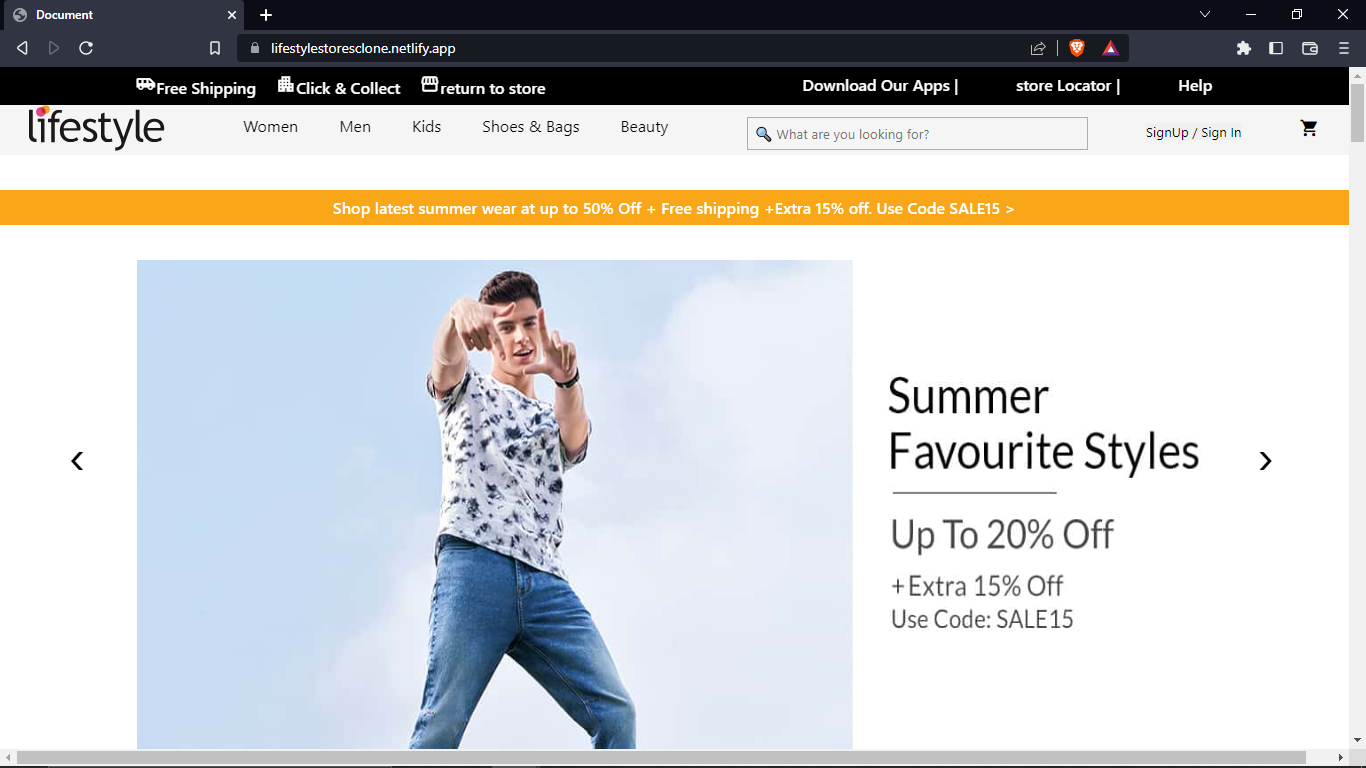 Document
lifestylestoresclone.netlify.app
Free Shipping Click & Collect return to store Download Our Apps | store Locator | Help
lifestyle Women Men Kids Shoes & Bags Beauty What are you looking for? SignUp / Sign In
Shop latest summer wear at up to 50% Off + Free shipping +Extra 15% off. Use Code SALE15 >
Summer
Favourite Styles
Up To 20% Off
+Extra 15% Off
Use Code: SALE15